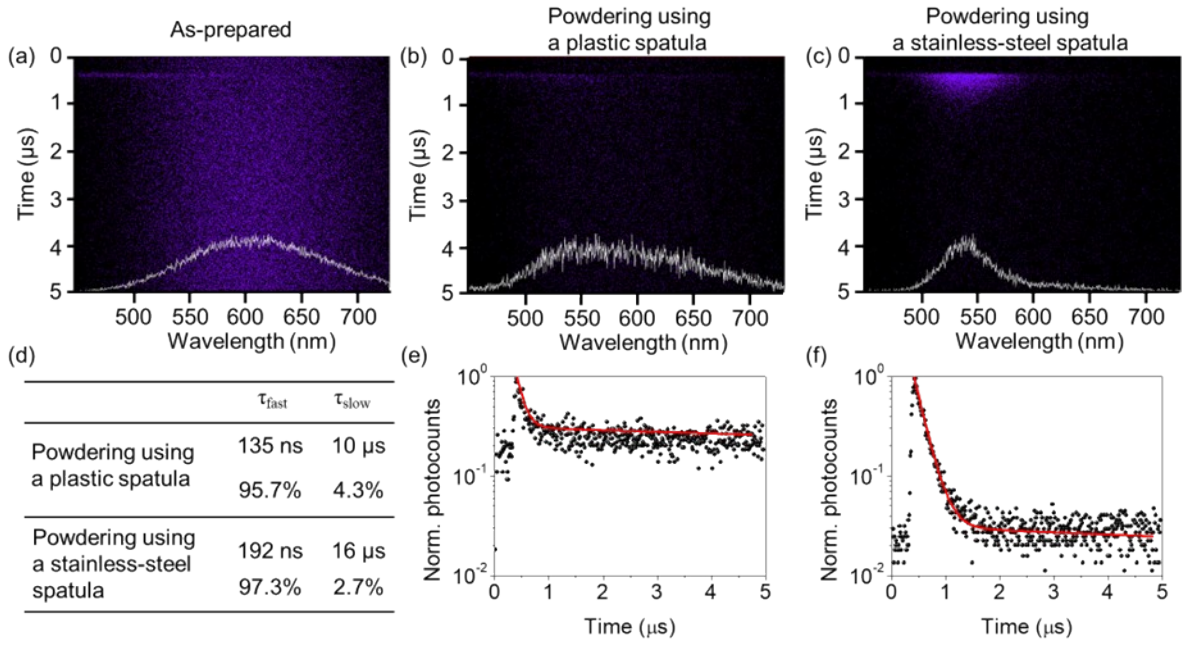 As-prepared
Powdering using
a plastic spatula
Powdering using
a stainless-steel spatula
(a)
0
1
2
3
4
5
Time (μs)
500 550 600 650 700
Wavelength (nm)
(b)
0
1
2
3
4
5
Time (μs)
500 550 600 650 700
Wavelength (nm)
(c)
0
1
2
3
4
5
Time (μs)
500 550 600 650 700
Wavelength (nm)
(d)
τfast τslow
Powdering using
a plastic spatula
135 ns 10 μs
95.7% 4.3%
Powdering using
a stainless-steel
spatula
192 ns 16 μs
97.3% 2.7%
(e)
10⁰
10⁻¹
10⁻²
Norm. photocounts
0 1 2 3 4 5
Time (μs)
(f)
10⁰
10⁻¹
10⁻²
Norm. photocounts
0 1 2 3 4 5
Time (μs)